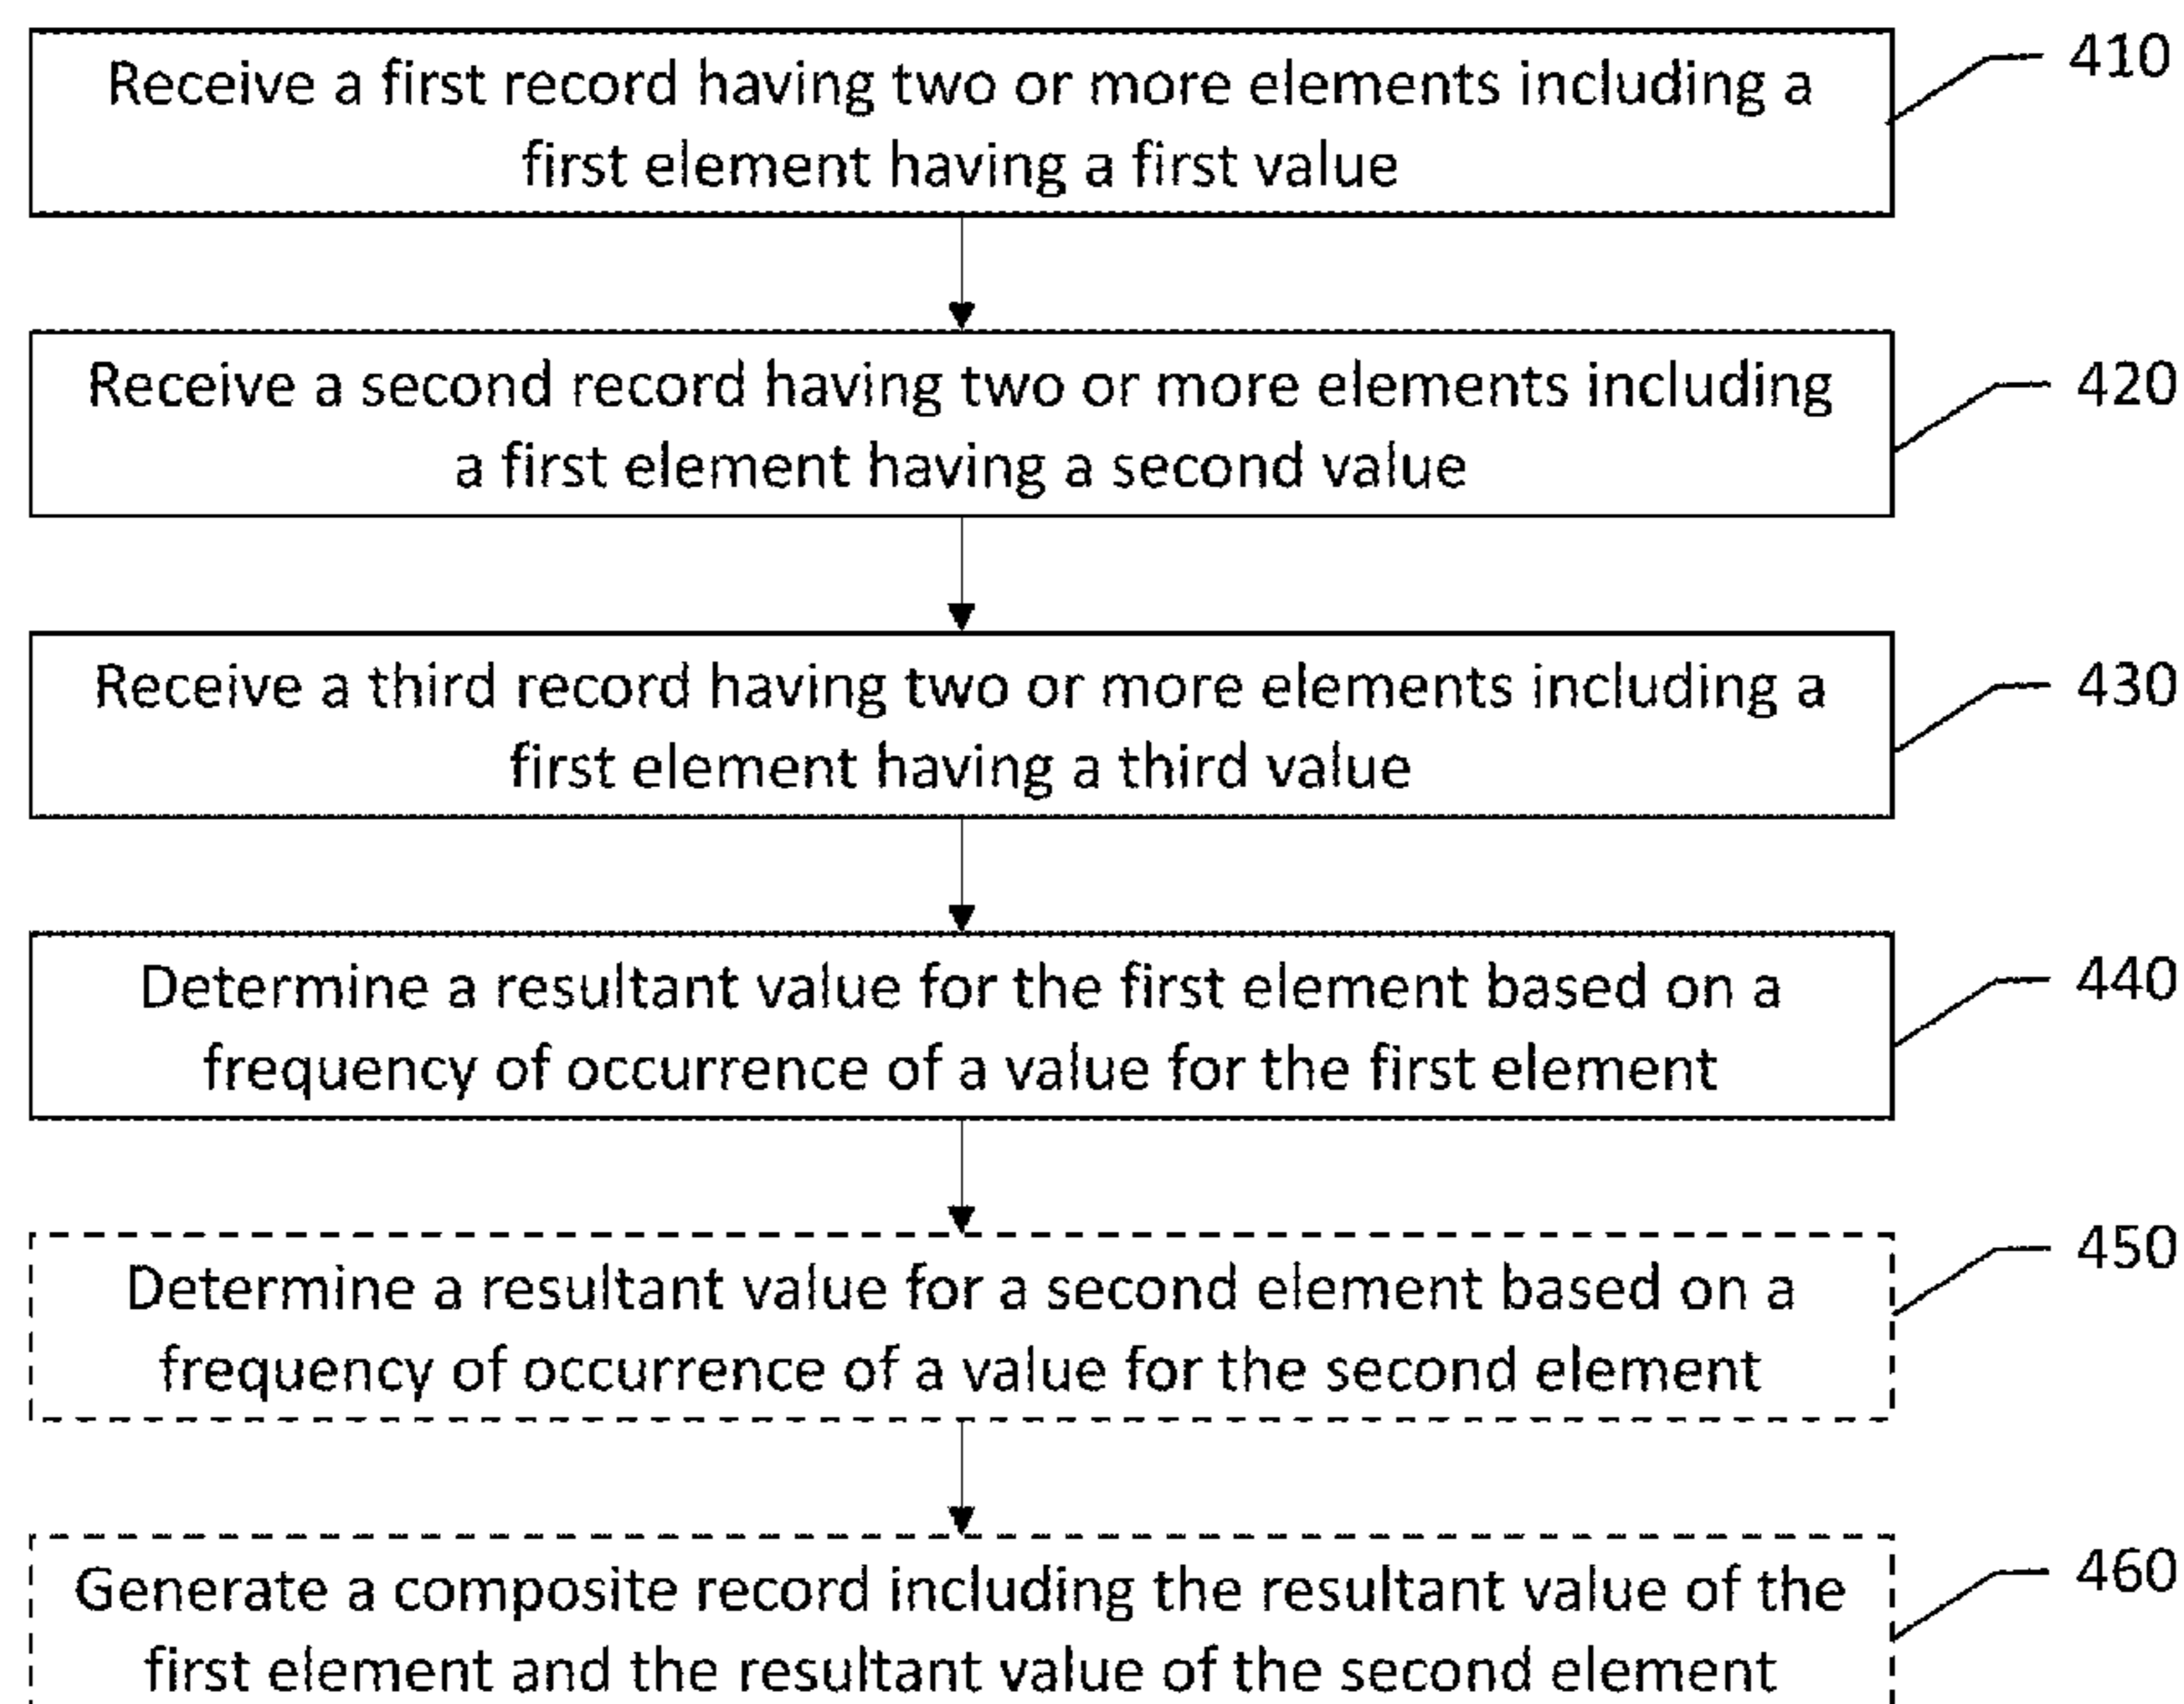 Receive a first record having two or more elements including a
first element having a first value
410
Receive a second record having two or more elements including
a first element having a second value
420
Receive a third record having two or more elements including a
first element having a third value
430
Determine a resultant value for the first element based on a
frequency of occurrence of a value for the first element
440
Determine a resultant value for a second element based on a
frequency of occurrence of a value for the second element
450
Generate a composite record including the resultant value of the
first element and the resultant value of the second element
460